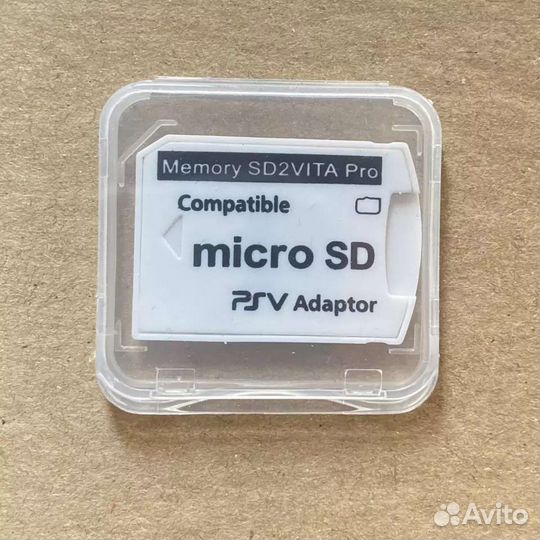 Memory SD2VITA Pro
Compatible
micro SD
PSV Adaptor
Avito